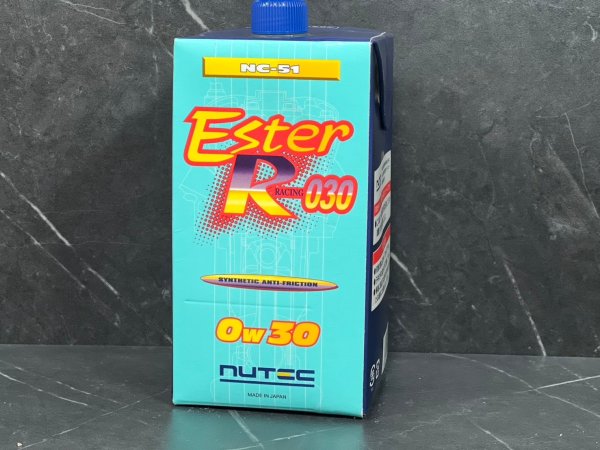 NC-51
Ester
R RACING 030
SYNTHETIC ANTI-FRICTION
0w30
nutec
MADE IN JAPAN